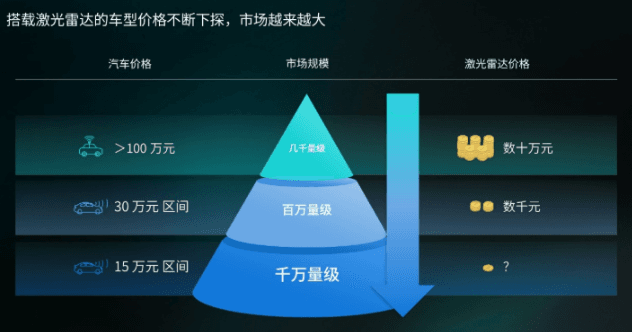 搭载激光雷达的车型价格不断下探，市场越来越大
汽车价格 市场规模 激光雷达价格
＞100 万元 几千量级 数十万元
30 万元 区间 百万量级 数千元
15 万元 区间 千万量级 ？